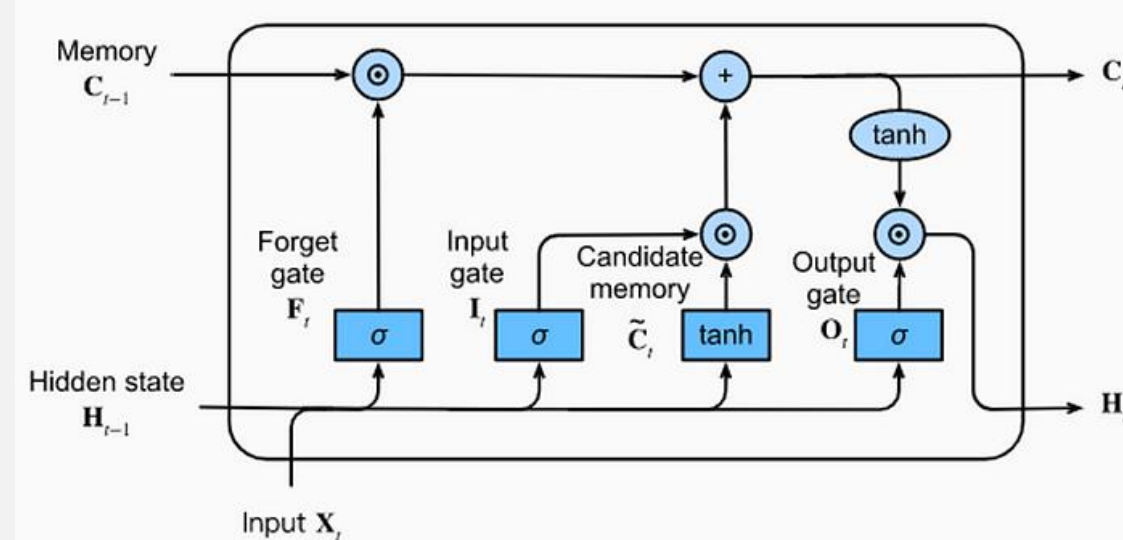 Memory
C_{t-1}
⊙
+
C_t
tanh
Forget
gate
F_t
σ
Input
gate
I_t
σ
⊙
Candidate
memory
C̃_t
tanh
⊙
Output
gate
O_t
σ
Hidden state
H_{t-1}
H
Input X_t